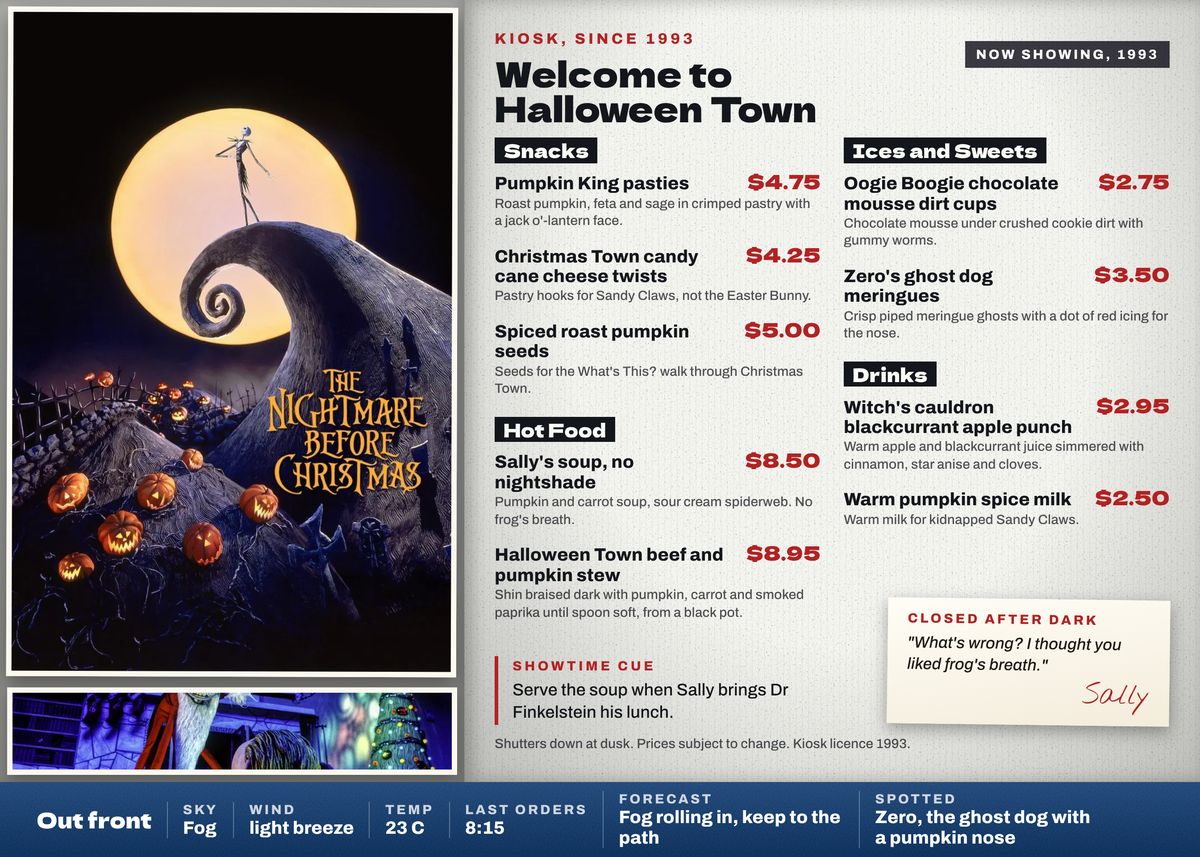 THE
NIGHTMARE
BEFORE
CHRISTMAS
KIOSK, SINCE 1993
NOW SHOWING, 1993
Welcome to
Halloween Town
Snacks
Pumpkin King pasties $4.75
Roast pumpkin, feta and sage in crimped pastry with
a jack o'-lantern face.
Christmas Town candy $4.25
cane cheese twists
Pastry hooks for Sandy Claws, not the Easter Bunny.
Spiced roast pumpkin $5.00
seeds
Seeds for the What's This? walk through Christmas
Town.
Hot Food
Sally's soup, no $8.50
nightshade
Pumpkin and carrot soup, sour cream spiderweb. No
frog's breath.
Halloween Town beef and $8.95
pumpkin stew
Shin braised dark with pumpkin, carrot and smoked
paprika until spoon soft, from a black pot.
Ices and Sweets
Oogie Boogie chocolate $2.75
mousse dirt cups
Chocolate mousse under crushed cookie dirt with
gummy worms.
Zero's ghost dog $3.50
meringues
Crisp piped meringue ghosts with a dot of red icing for
the nose.
Drinks
Witch's cauldron $2.95
blackcurrant apple punch
Warm apple and blackcurrant juice simmered with
cinnamon, star anise and cloves.
Warm pumpkin spice milk $2.50
Warm milk for kidnapped Sandy Claws.
SHOWTIME CUE
Serve the soup when Sally brings Dr
Finkelstein his lunch.
CLOSED AFTER DARK
"What's wrong? I thought you
liked frog's breath."
Sally
Shutters down at dusk. Prices subject to change. Kiosk licence 1993.
Out front
SKY
Fog
WIND
light breeze
TEMP
23 C
LAST ORDERS
8:15
FORECAST
Fog rolling in, keep to the
path
SPOTTED
Zero, the ghost dog with
a pumpkin nose